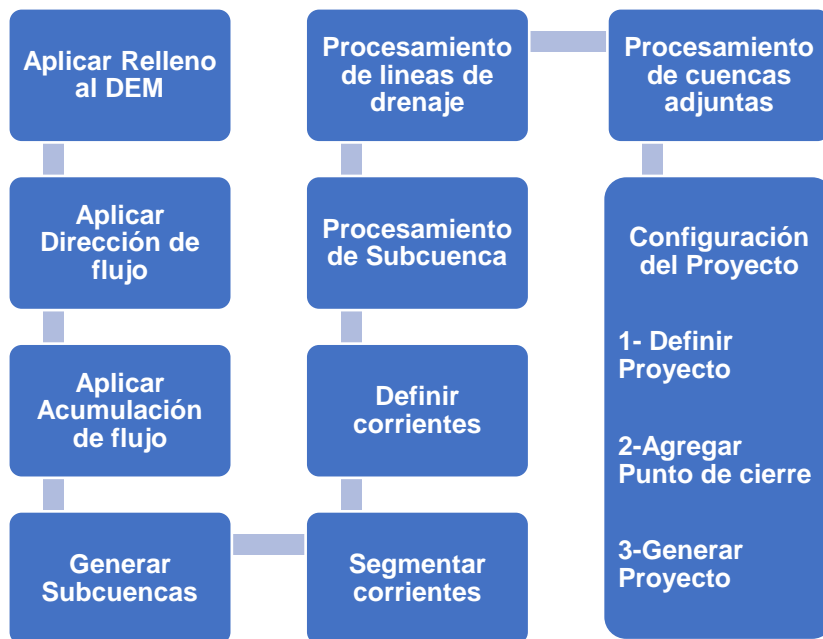 Aplicar Relleno
al DEM
Aplicar
Dirección de
flujo
Aplicar
Acumulación
de flujo
Generar
Subcuencas
Segmentar
corrientes
Definir
corrientes
Procesamiento
de Subcuenca
Procesamiento
de lineas de
drenaje
Procesamiento
de cuencas
adjuntas
Configuración
del Proyecto
1- Definir
Proyecto
2-Agregar
Punto de cierre
3-Generar
Proyecto